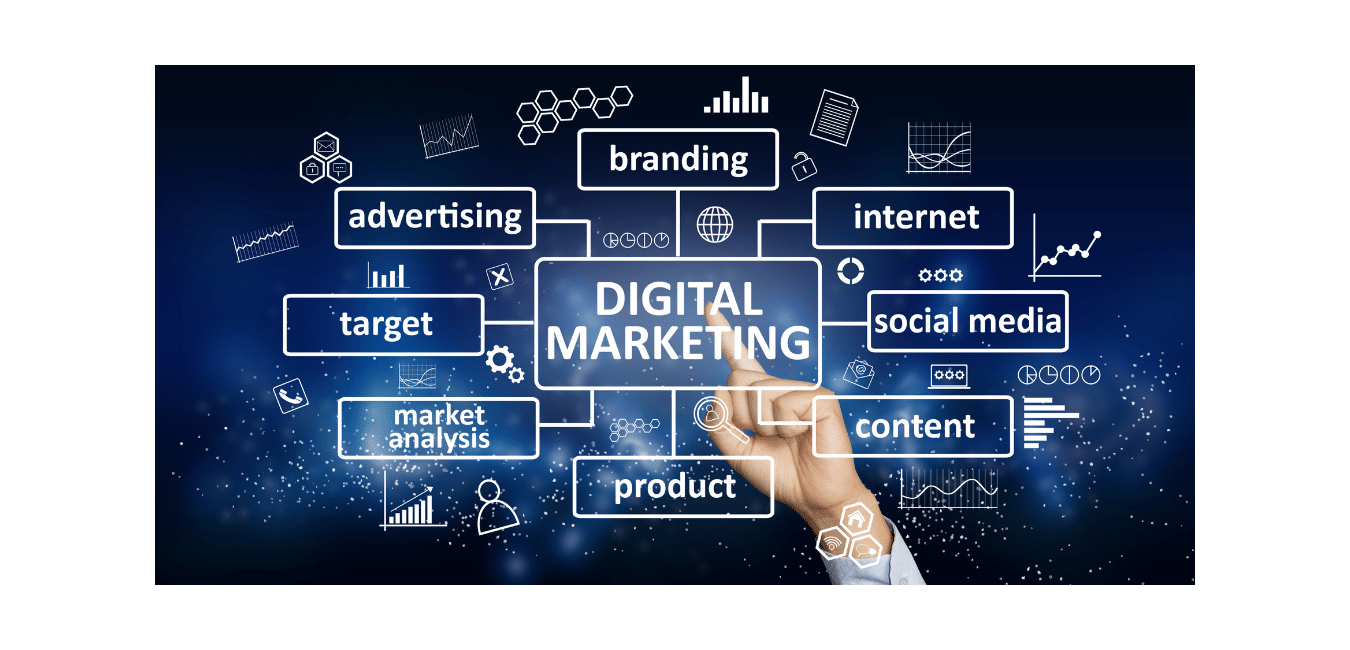 branding
advertising
internet
DIGITAL
MARKETING
target
social media
market
analysis
content
product